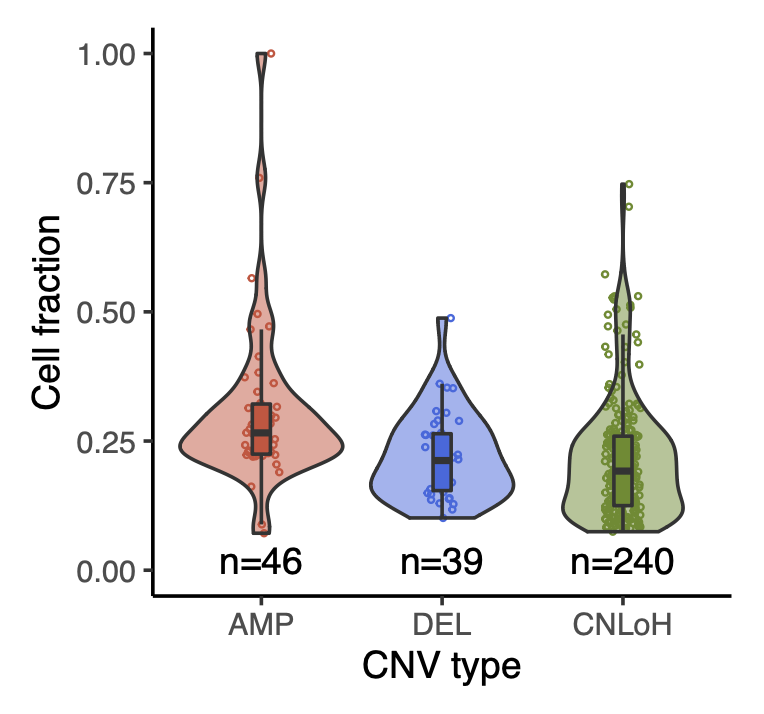 1.00
0.75
0.50
0.25
0.00
Cell fraction
n=46 n=39 n=240
AMP DEL CNLoH
CNV type